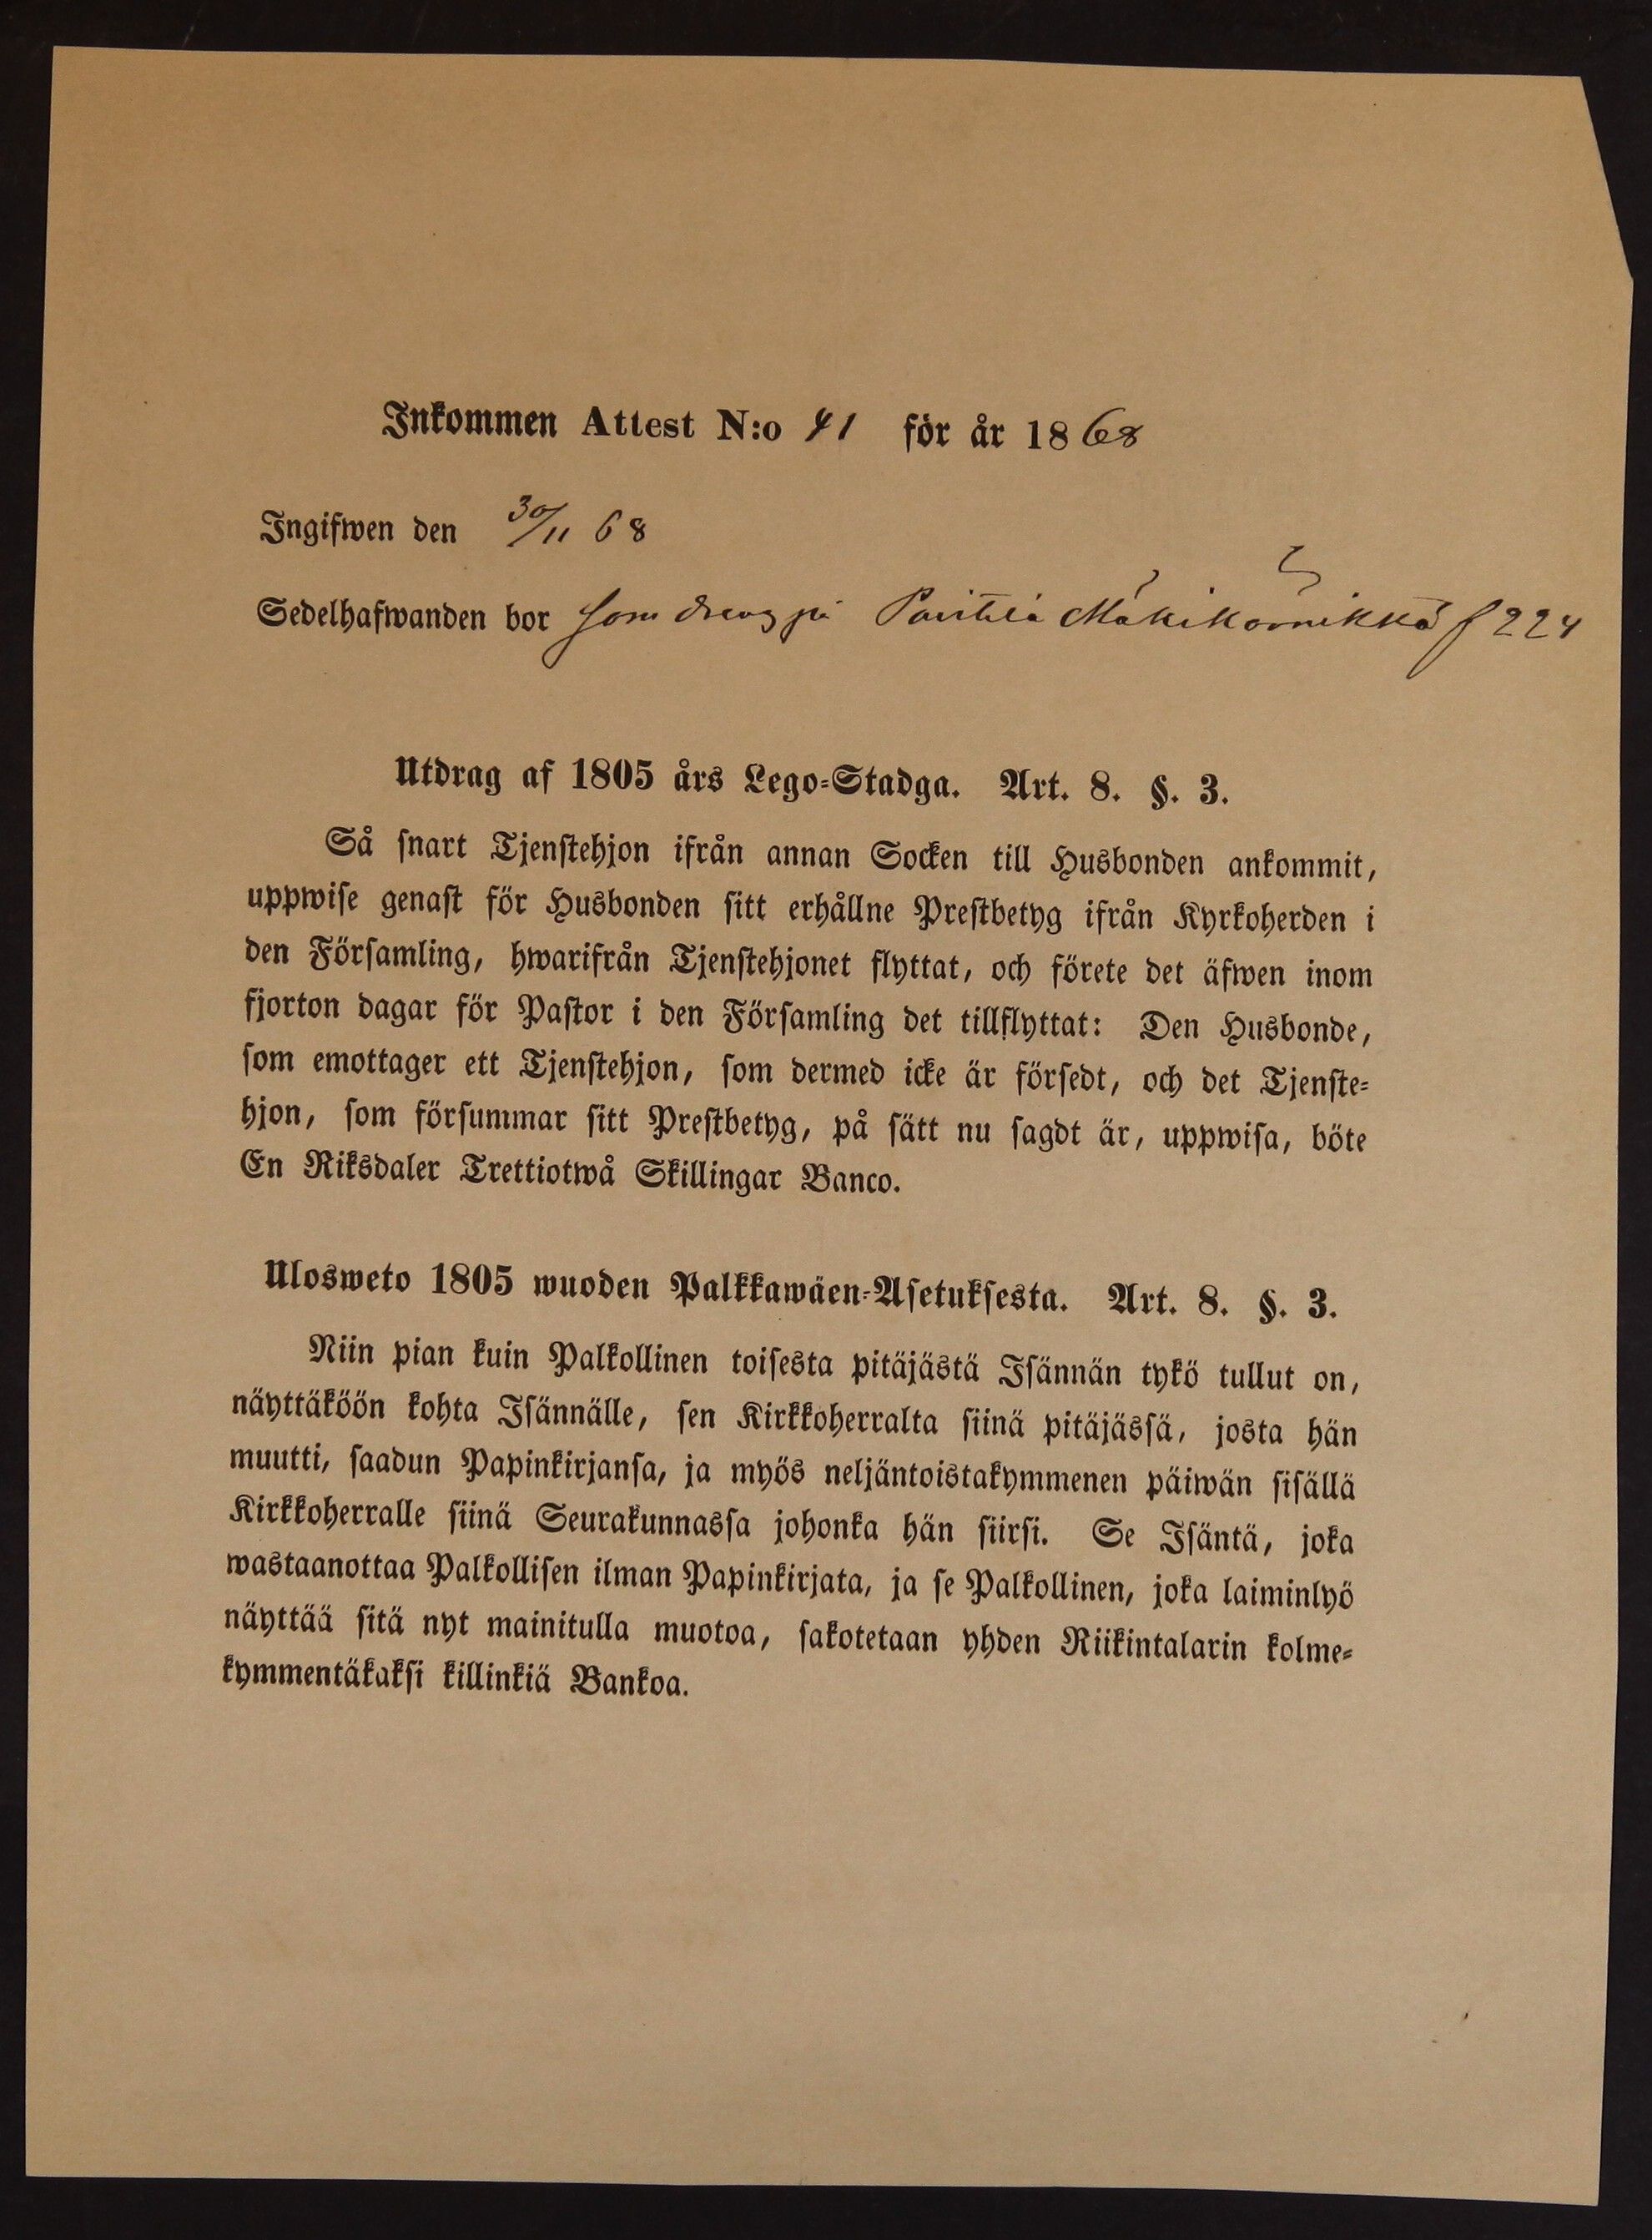 Inkommen Attest N:o 41 för år 1868
Ingifwen den 30/11 68
Sedelhafwanden bor som dreng på Panttila Mäkikörnikkä f 224
Utdrag af 1805 års Lego-Stadga. Art. 8. §. 3.
Så snart Tjenstehjon ifrån annan Socken till Husbonden ankommit,
uppwise genast för Husbonden sitt erhållne Prestbetyg ifrån Kyrkoherden i
den Församling, hwarifrån Tjenstehjonet flyttat, och förete det äfwen inom
fjorton dagar för Pastor i den Församling det tillflyttat: Den Husbonde,
som emottager ett Tjenstehjon, som dermed icke är försedt, och det Tjenste-
hjon, som försummar sitt Prestbetyg, på sätt nu sagdt är, uppwisa, böte
En Riksdaler Trettiotwå Skillingar Banco.
Ulosweto 1805 wuoden Palkkawäen-Asetuksesta. Art. 8. §. 3.
Niin pian kuin Palkollinen toisesta pitäjästä Isännän tykö tullut on,
näyttäköön kohta Isännälle, sen Kirkkoherralta siinä pitäjässä, josta hän
muutti, saadun Papinkirjansa, ja myös neljäntoistakymmenen päiwän sisällä
Kirkkoherralle siinä Seurakunnassa johonka hän siirsi. Se Isäntä, joka
wastaanottaa Palkollisen ilman Papinkirjata, ja se Palkollinen, joka laiminlyö
näyttää sitä nyt mainitulla muotoa, sakotetaan yhden Riikintalarin kolme-
kymmentäkaksi killinkiä Bankoa.